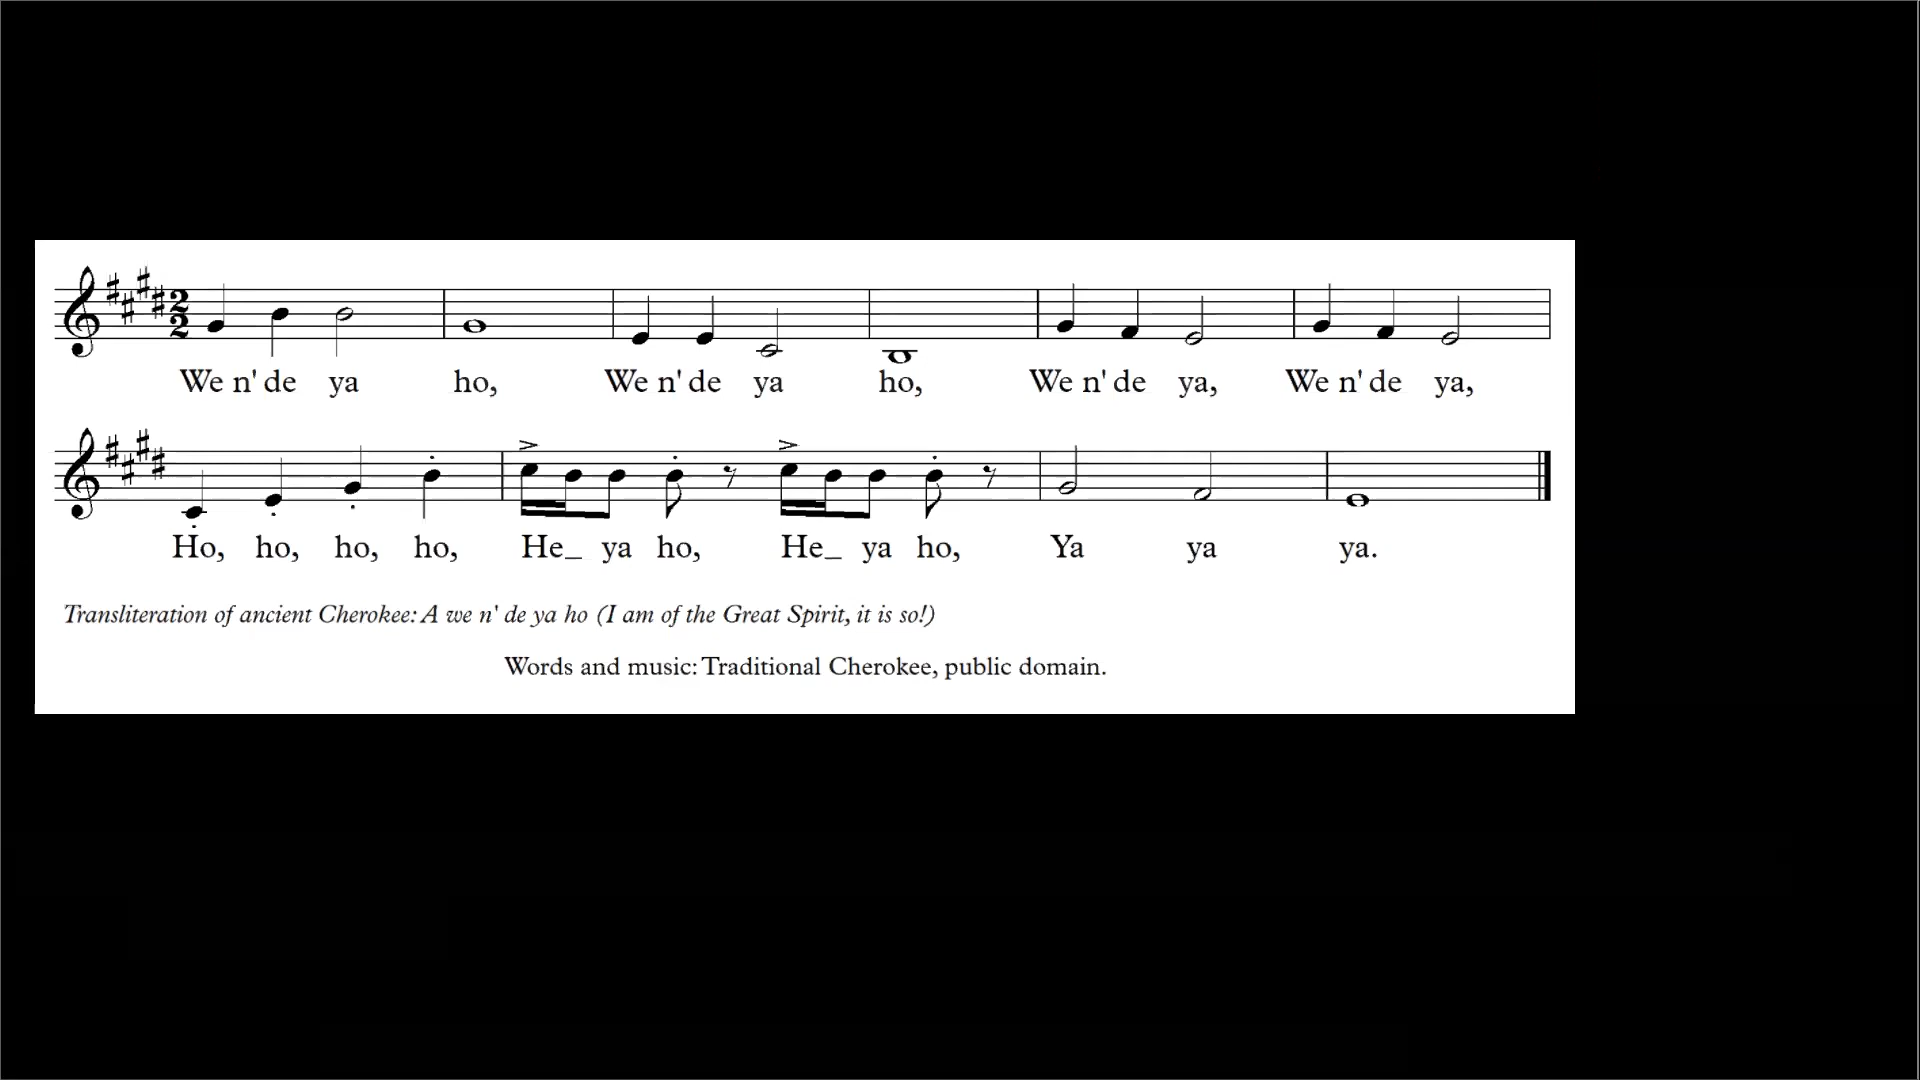 2
2
We n' de ya ho, We n' de ya ho, We n' de ya, We n' de ya,
Ho, ho, ho, ho, He_ ya ho, He_ ya ho, Ya ya ya.
Transliteration of ancient Cherokee: A we n' de ya ho (I am of the Great Spirit, it is so!)
Words and music: Traditional Cherokee, public domain.